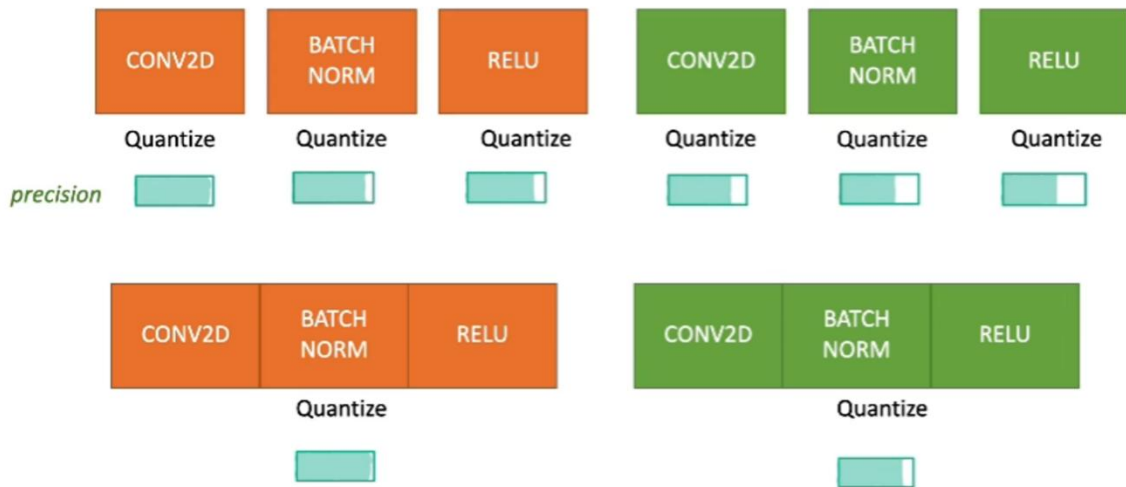 CONV2D
BATCH
NORM
RELU
CONV2D
BATCH
NORM
RELU
Quantize
Quantize
Quantize
Quantize
Quantize
Quantize
precision
CONV2D
BATCH
NORM
RELU
CONV2D
BATCH
NORM
RELU
Quantize
Quantize